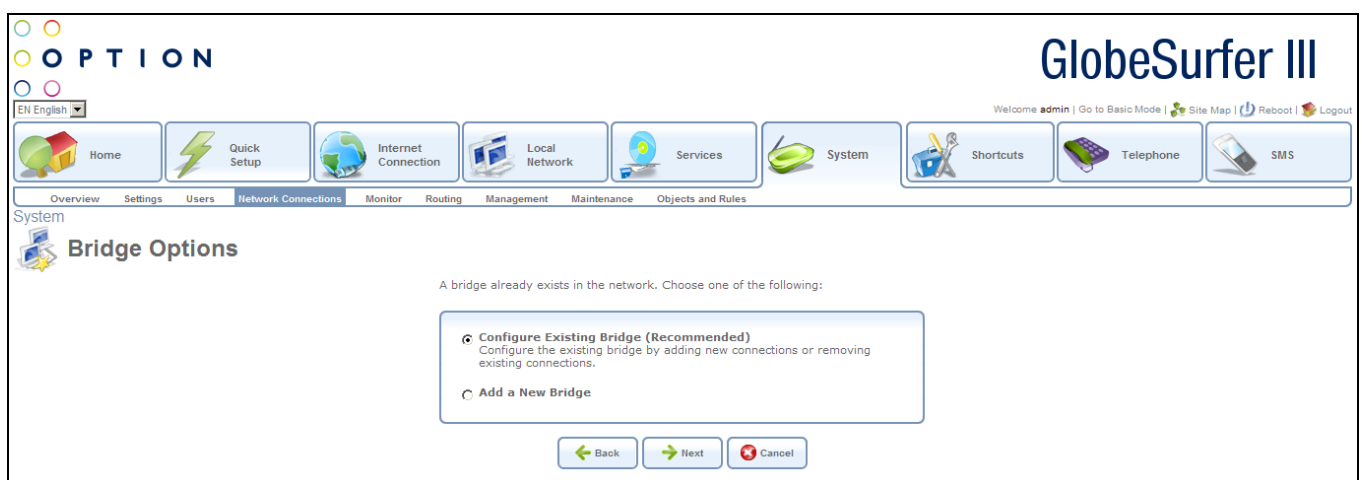 OPTION
GlobeSurfer III
EN English
Welcome admin | Go to Basic Mode | Site Map | Reboot | Logout
Home
Quick Setup
Internet Connection
Local Network
Services
System
Shortcuts
Telephone
SMS
Overview Settings Users Network Connections Monitor Routing Management Maintenance Objects and Rules
System
Bridge Options
A bridge already exists in the network. Choose one of the following:
Configure Existing Bridge (Recommended)
Configure the existing bridge by adding new connections or removing
existing connections.
Add a New Bridge
Back Next Cancel